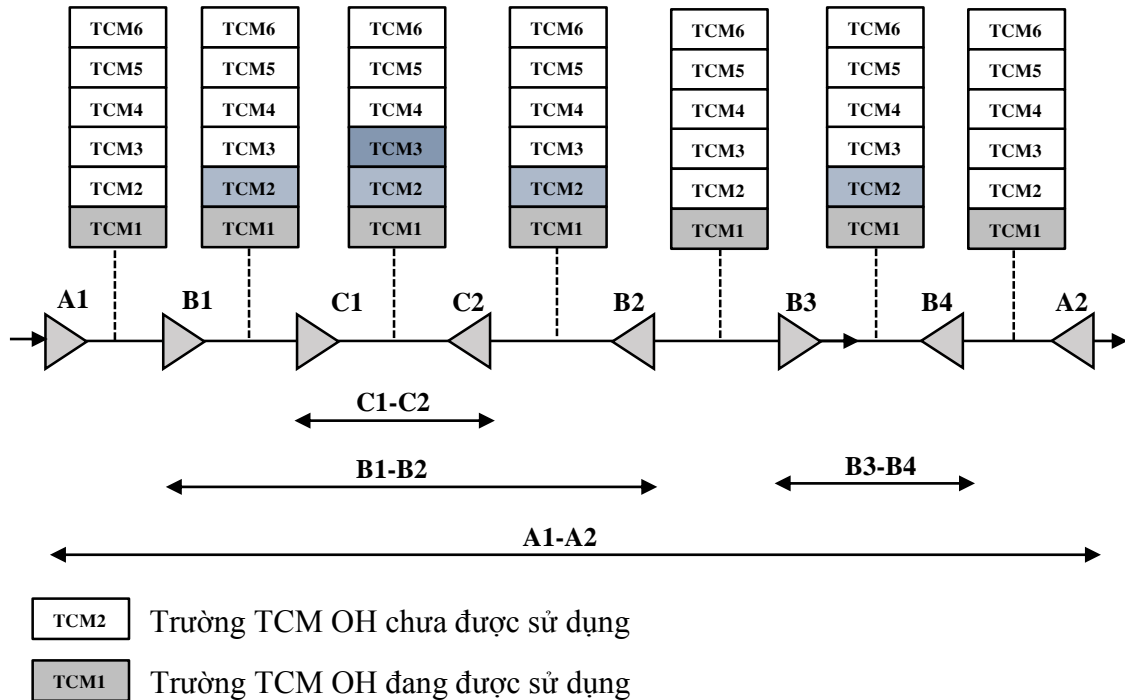 TCM6 TCM6 TCM6 TCM6 TCM6 TCM6 TCM6
TCM5 TCM5 TCM5 TCM5 TCM5 TCM5 TCM5
TCM4 TCM4 TCM4 TCM4 TCM4 TCM4 TCM4
TCM3 TCM3 TCM3 TCM3 TCM3 TCM3 TCM3
TCM2 TCM2 TCM2 TCM2 TCM2 TCM2 TCM2
TCM1 TCM1 TCM1 TCM1 TCM1 TCM1 TCM1
A1 B1 C1 C2 B2 B3 B4 A2
C1-C2
B1-B2 B3-B4
A1-A2
TCM2 Trường TCM OH chưa được sử dụng
TCM1 Trường TCM OH đang được sử dụng